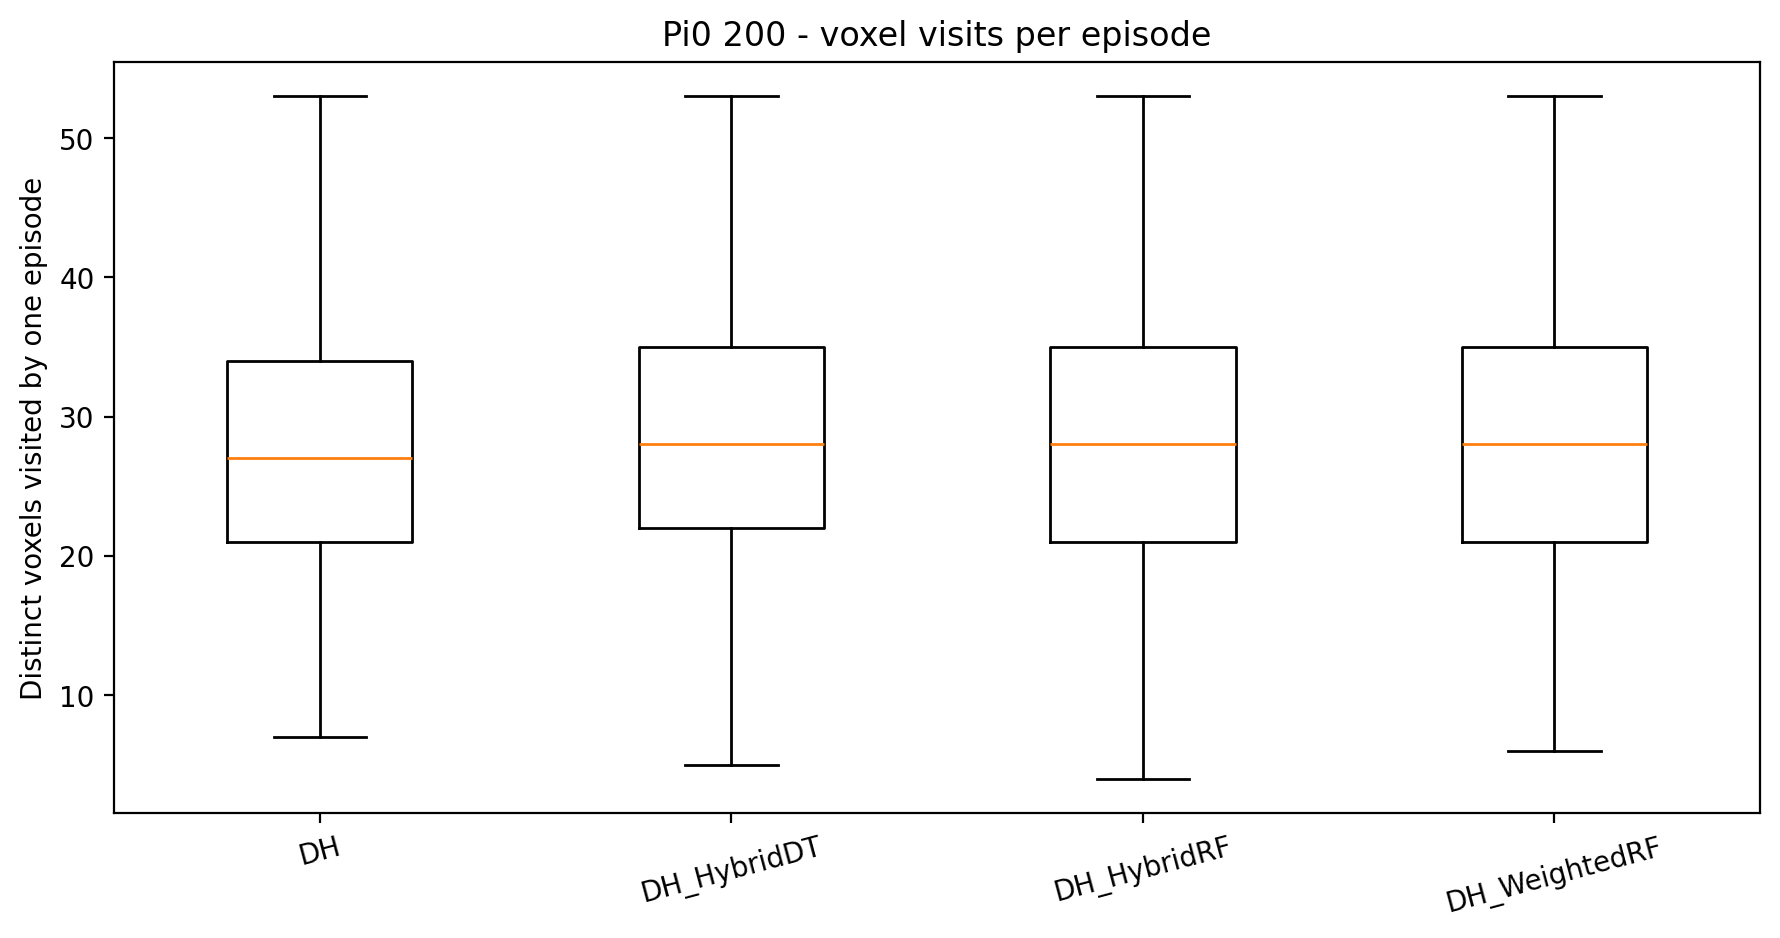 Pi0 200 - voxel visits per episode
Distinct voxels visited by one episode
50
40
30
20
10
DH
DH_HybridDT
DH_HybridRF
DH_WeightedRF